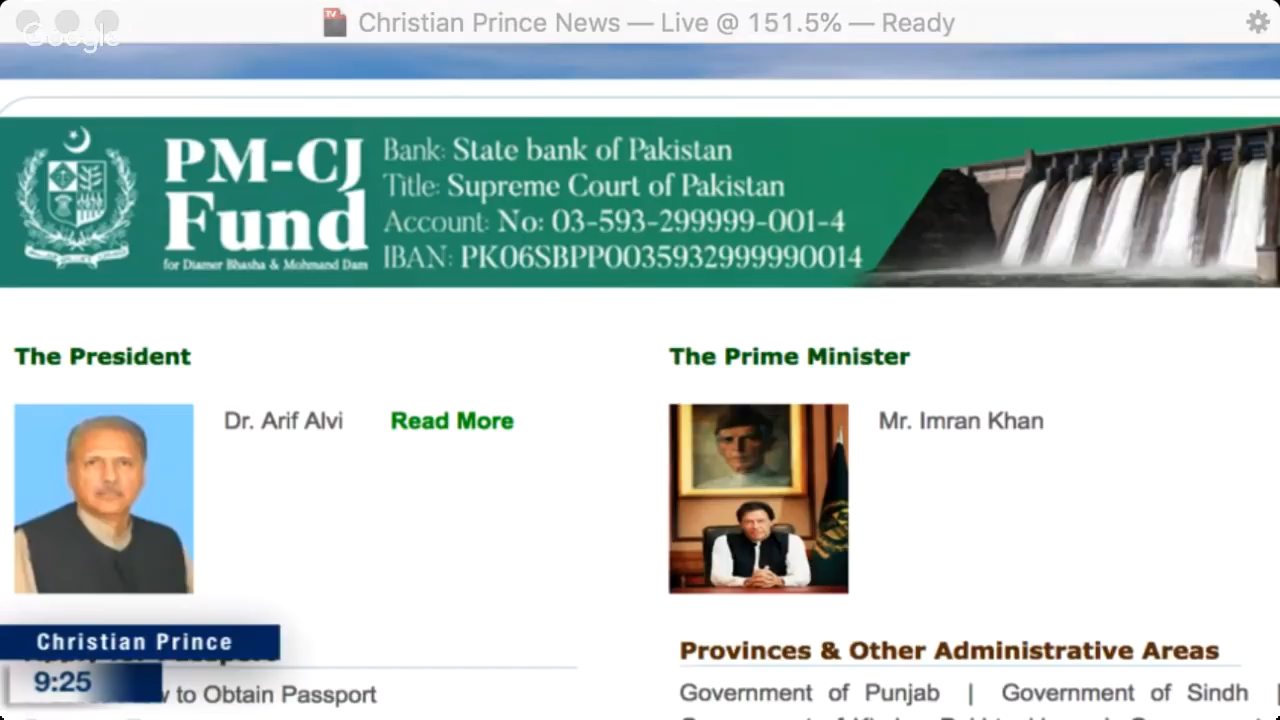 Christian Prince News — Live @ 151.5% — Ready
Google
PM-CJ
Fund
for Diamer Bhasha & Mohmand Dam
Bank: State bank of Pakistan
Title: Supreme Court of Pakistan
Account: No: 03-593-299999-001-4
IBAN: PK06SBPP0035932999990014
The President
Dr. Arif Alvi
Read More
The Prime Minister
Mr. Imran Khan
Christian Prince
9:25
to Obtain Passport
Provinces & Other Administrative Areas
Government of Punjab | Government of Sindh |